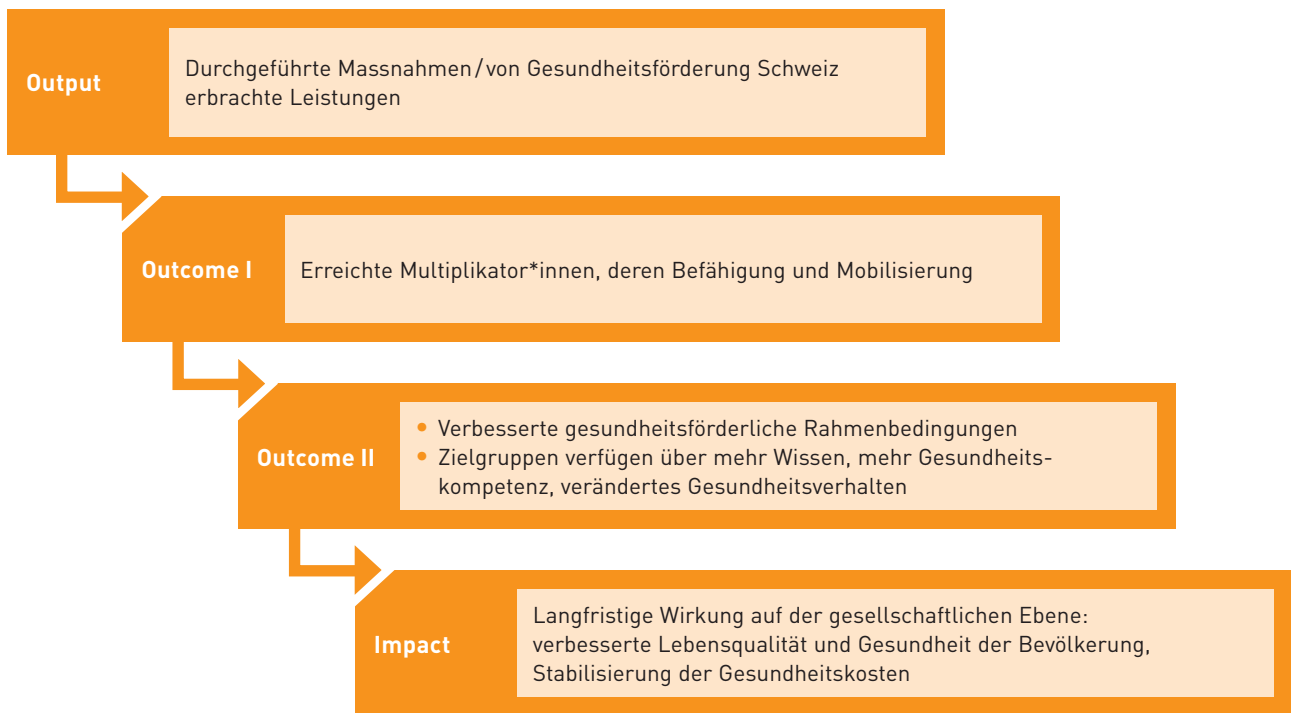 Output
Durchgeführte Massnahmen/von Gesundheitsförderung Schweiz
erbrachte Leistungen
Outcome I
Erreichte Multiplikator*innen, deren Befähigung und Mobilisierung
Outcome II
• Verbesserte gesundheitsförderliche Rahmenbedingungen
• Zielgruppen verfügen über mehr Wissen, mehr Gesundheits-
kompetenz, verändertes Gesundheitsverhalten
Impact
Langfristige Wirkung auf der gesellschaftlichen Ebene:
verbesserte Lebensqualität und Gesundheit der Bevölkerung,
Stabilisierung der Gesundheitskosten